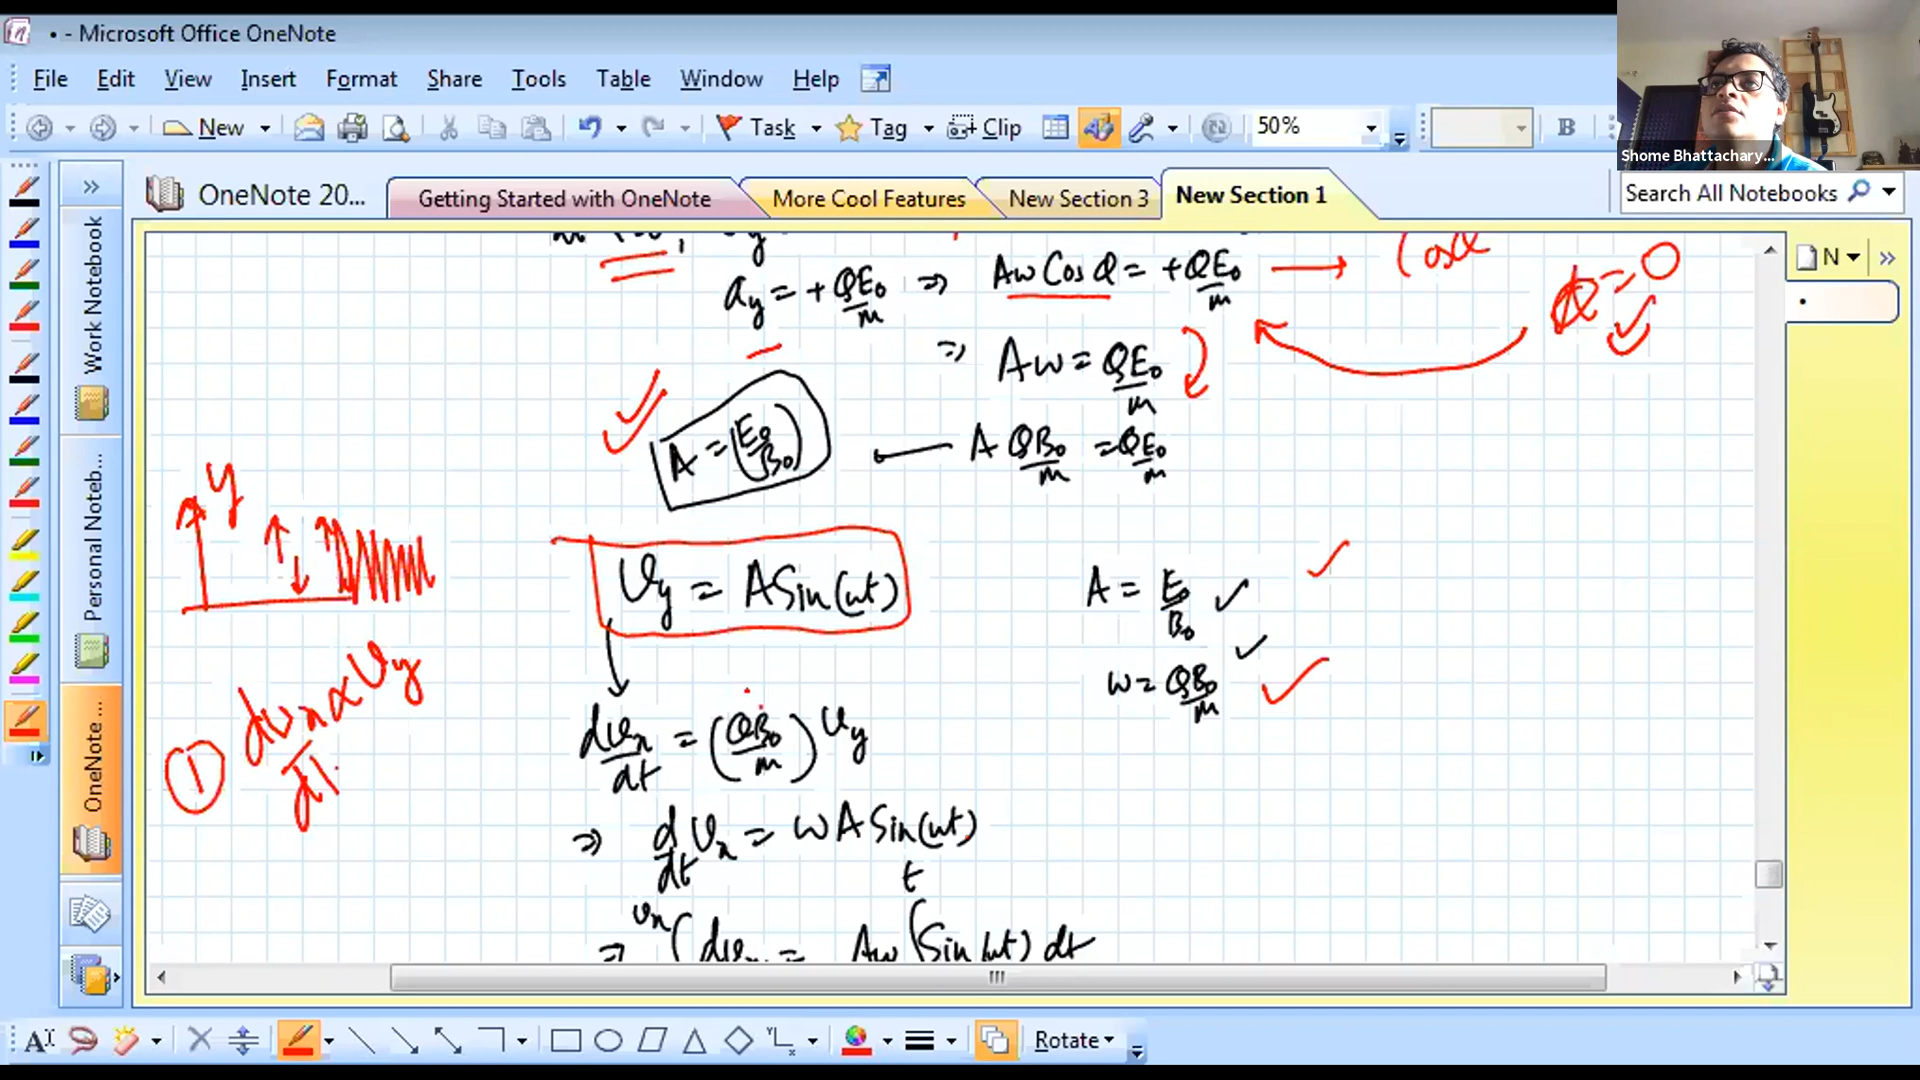 • - Microsoft Office OneNote
File Edit View Insert Format Share Tools Table Window Help
New Task Tag Clip 50% B
Shome Bhattachary...
OneNote 20... Getting Started with OneNote More Cool Features New Section 3 New Section 1
Search All Notebooks
N
Work Notebook
Personal Noteb...
OneNote ...
Cosα
ay = + QE₀/m ⇒ Aω Cos α = + QE₀/m →
α = 0
⇒ Aω = QE₀/m
A = (E₀/B₀) ← A QB₀/m = QE₀/m
y
vy = A Sin(ωt)
A = E₀/B₀ ✓
ω = QB₀/m ✓
① dvx/dt ∝ vy
dvx/dt = (QB₀/m) vy
⇒ d/dt vx = ω A Sin(ωt)
t
⇒ vx ∫ dvx = Aω ∫ Sin(ωt) dt
Rotate